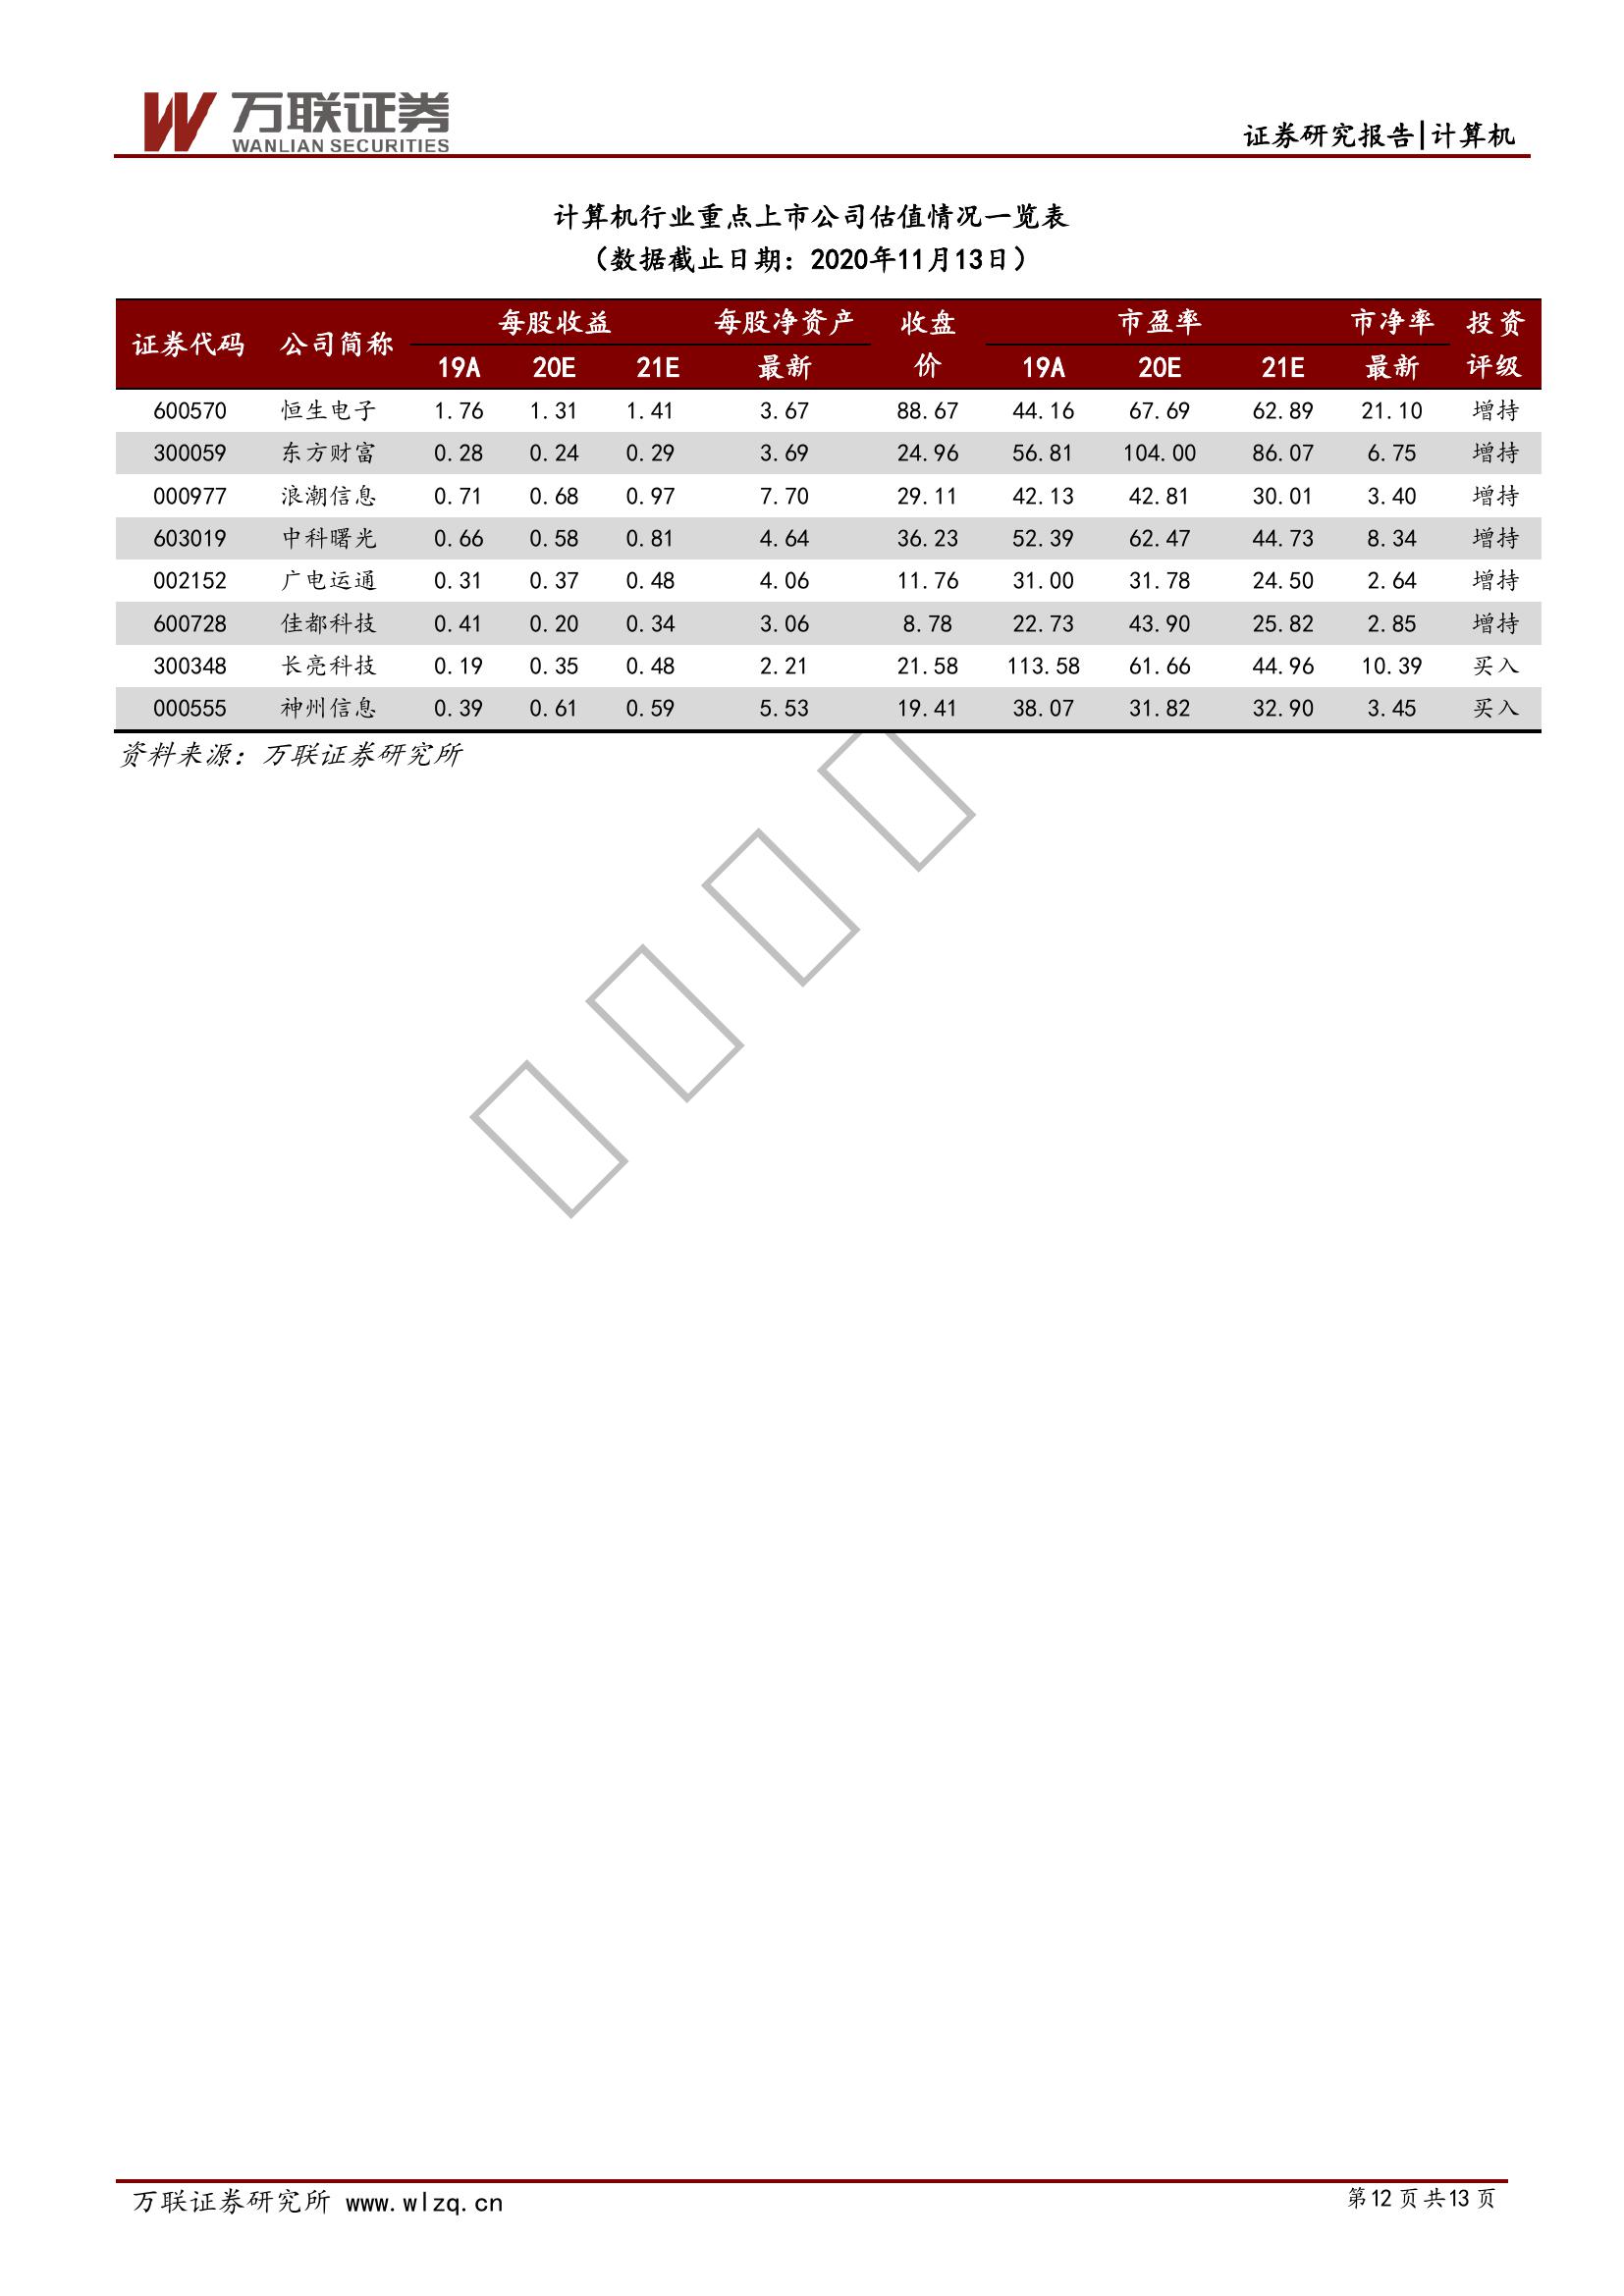 万联证券
WANLIAN SECURITIES
证券研究报告|计算机
计算机行业重点上市公司估值情况一览表
（数据截止日期：2020年11月13日）
证券代码 公司简称 每股收益 每股净资产 收盘价 市盈率 市净率 投资评级
19A 20E 21E 最新 19A 20E 21E 最新
600570 恒生电子 1.76 1.31 1.41 3.67 88.67 44.16 67.69 62.89 21.10 增持
300059 东方财富 0.28 0.24 0.29 3.69 24.96 56.81 104.00 86.07 6.75 增持
000977 浪潮信息 0.71 0.68 0.97 7.70 29.11 42.13 42.81 30.01 3.40 增持
603019 中科曙光 0.66 0.58 0.81 4.64 36.23 52.39 62.47 44.73 8.34 增持
002152 广电运通 0.31 0.37 0.48 4.06 11.76 31.00 31.78 24.50 2.64 增持
600728 佳都科技 0.41 0.20 0.34 3.06 8.78 22.73 43.90 25.82 2.85 增持
300348 长亮科技 0.19 0.35 0.48 2.21 21.58 113.58 61.66 44.96 10.39 买入
000555 神州信息 0.39 0.61 0.59 5.53 19.41 38.07 31.82 32.90 3.45 买入
资料来源：万联证券研究所
万联证券研究所 www.wlzq.cn
第12页共13页